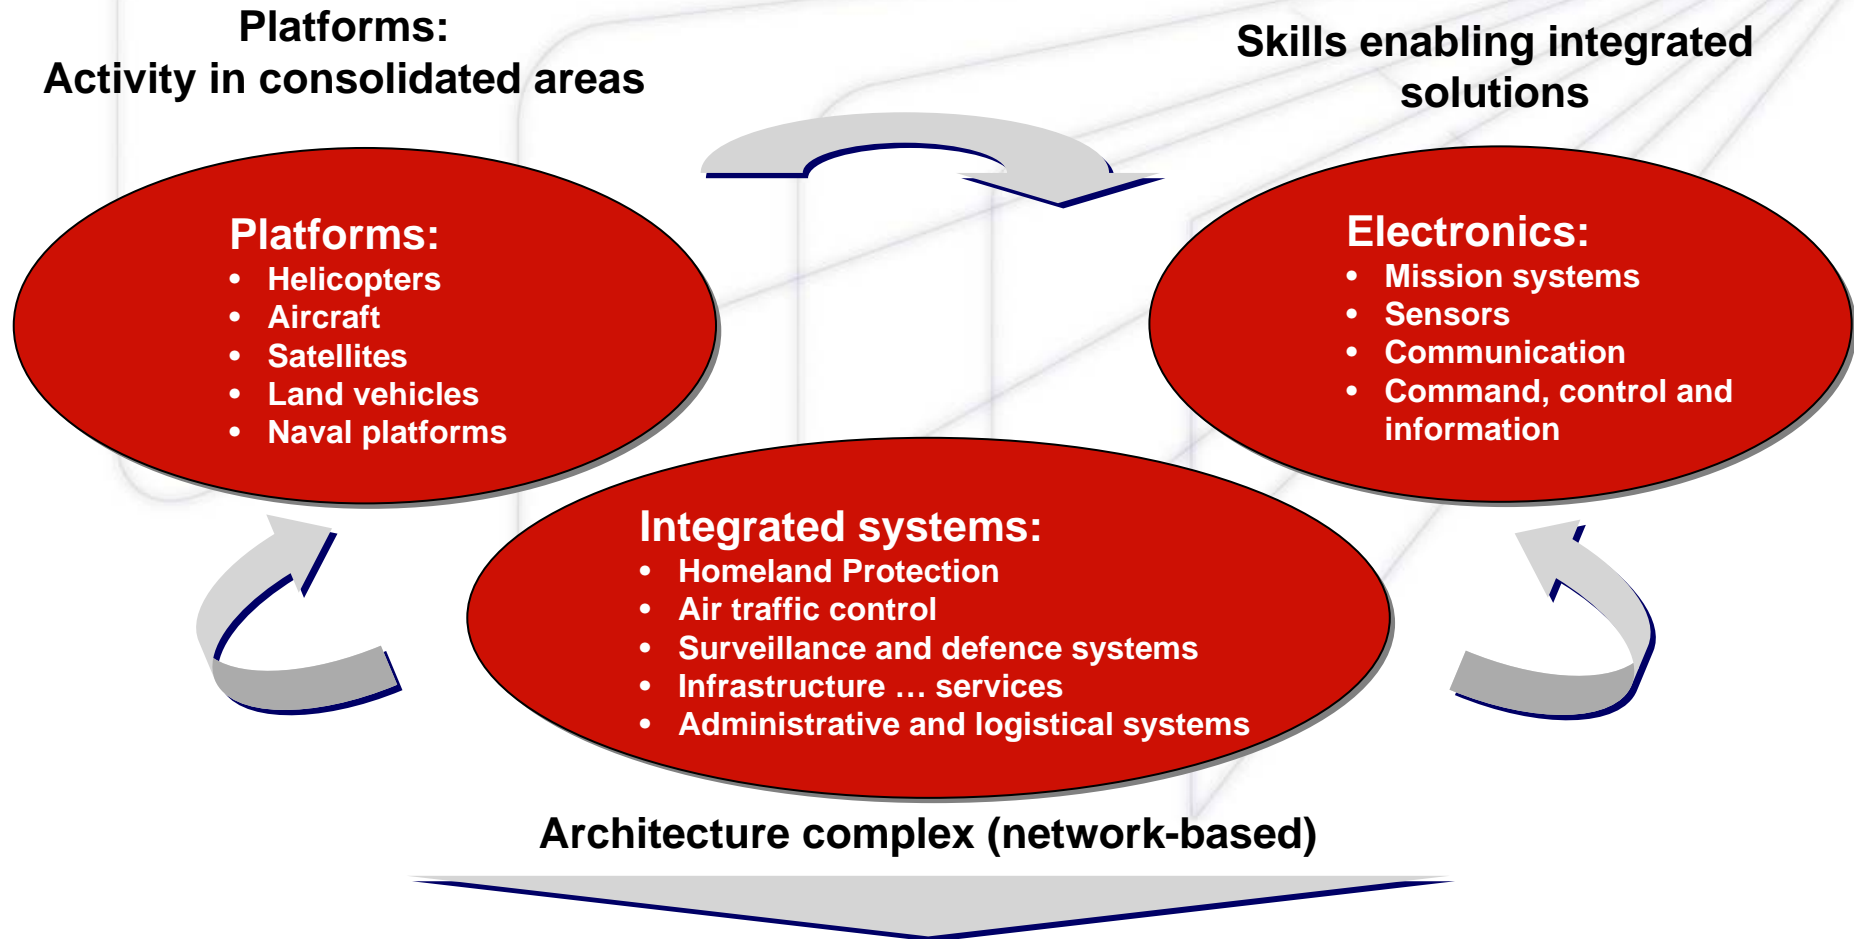 Platforms:
Activity in consolidated areas
Skills enabling integrated
solutions
Platforms:
• Helicopters
• Aircraft
• Satellites
• Land vehicles
• Naval platforms
Electronics:
• Mission systems
• Sensors
• Communication
• Command, control and
information
Integrated systems:
• Homeland Protection
• Air traffic control
• Surveillance and defence systems
• Infrastructure … services
• Administrative and logistical systems
Architecture complex (network-based)